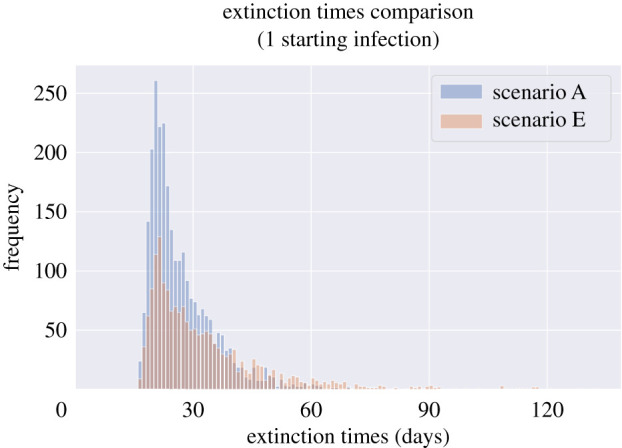 extinction times comparison
(1 starting infection)
scenario A
scenario E
frequency
250
200
150
100
50
0 30 60 90 120
extinction times (days)